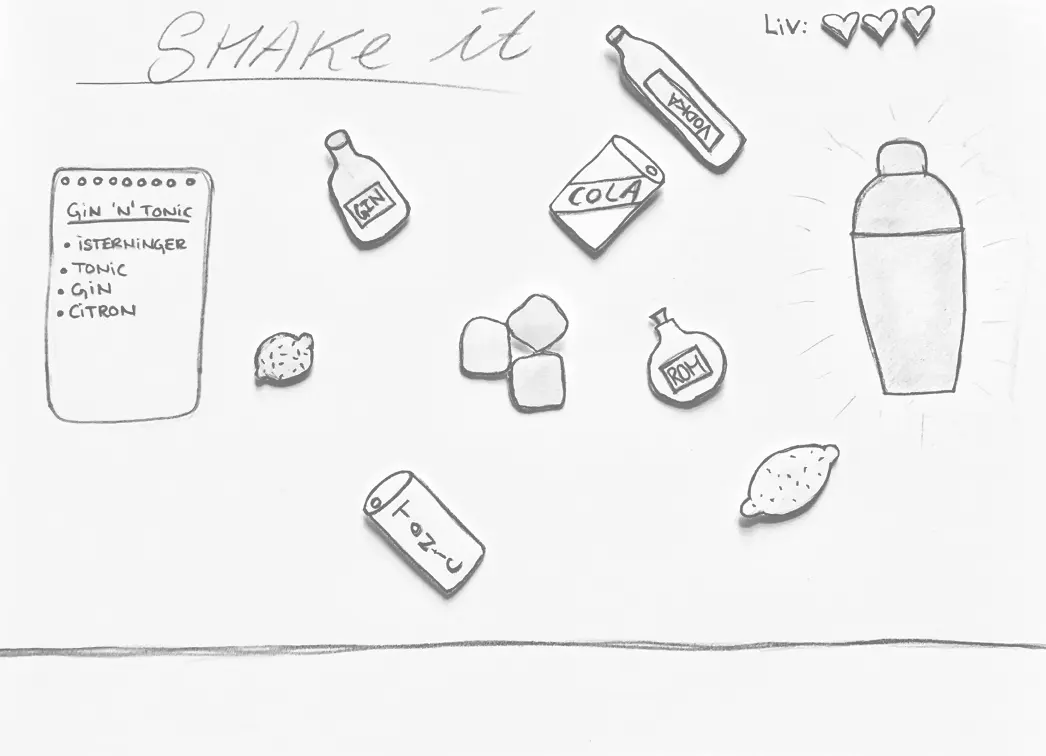 SHAKe it
Liv:
VODKA
GIN
COLA
GiN 'N' TONiC
• iSTERNiNGER
• TONiC
• GiN
• CiTRON
ROM
TONiC